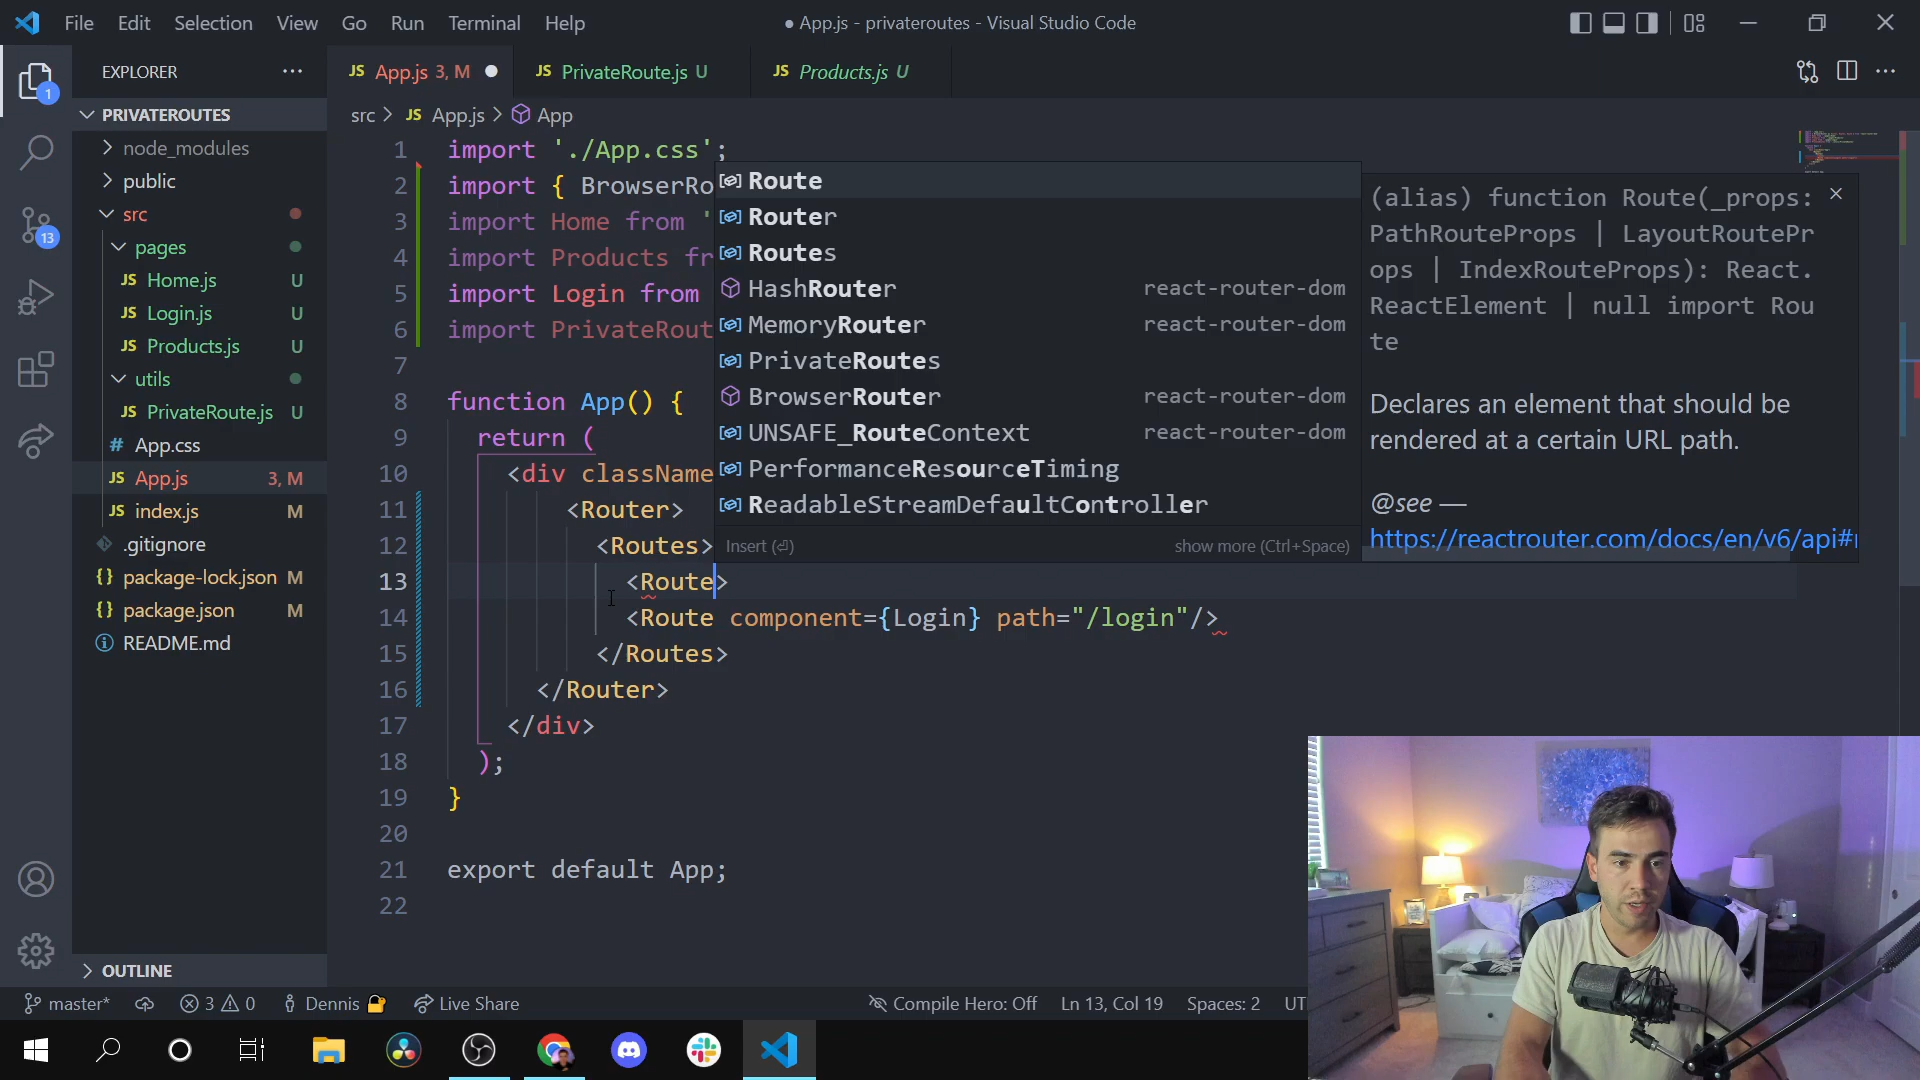 File Edit Selection View Go Run Terminal Help
● App.js - privateroutes - Visual Studio Code
EXPLORER
PRIVATEROUTES
node_modules
public
src
pages
JS Home.js U
JS Login.js U
JS Products.js U
utils
JS PrivateRoute.js U
# App.css
JS App.js 3, M
JS index.js M
.gitignore
{} package-lock.json M
{} package.json M
README.md
OUTLINE
1
13
JS App.js 3, M
JS PrivateRoute.js U
JS Products.js U
src > JS App.js > App
1 import './App.css';
2 import { BrowserRo
3 import Home from '
4 import Products fr
5 import Login from
6 import PrivateRout
7
8 function App() {
9 return (
10 <div className
11 <Router>
12 <Routes>
13 <Route>
14 <Route component={Login} path="/login"/>
15 </Routes>
16 </Router>
17 </div>
18 );
19 }
20
21 export default App;
22
Route
Router
Routes
HashRouter react-router-dom
MemoryRouter react-router-dom
PrivateRoutes
BrowserRouter react-router-dom
UNSAFE_RouteContext react-router-dom
PerformanceResourceTiming
ReadableStreamDefaultController
Insert (⏎) show more (Ctrl+Space)
(alias) function Route(_props:
PathRouteProps | LayoutRoutePr
ops | IndexRouteProps): React.
ReactElement | null import Rou
te
Declares an element that should be
rendered at a certain URL path.
@see —
https://reactrouter.com/docs/en/v6/api#r
master* 3 0 Dennis Live Share Compile Hero: Off Ln 13, Col 19 Spaces: 2 UT